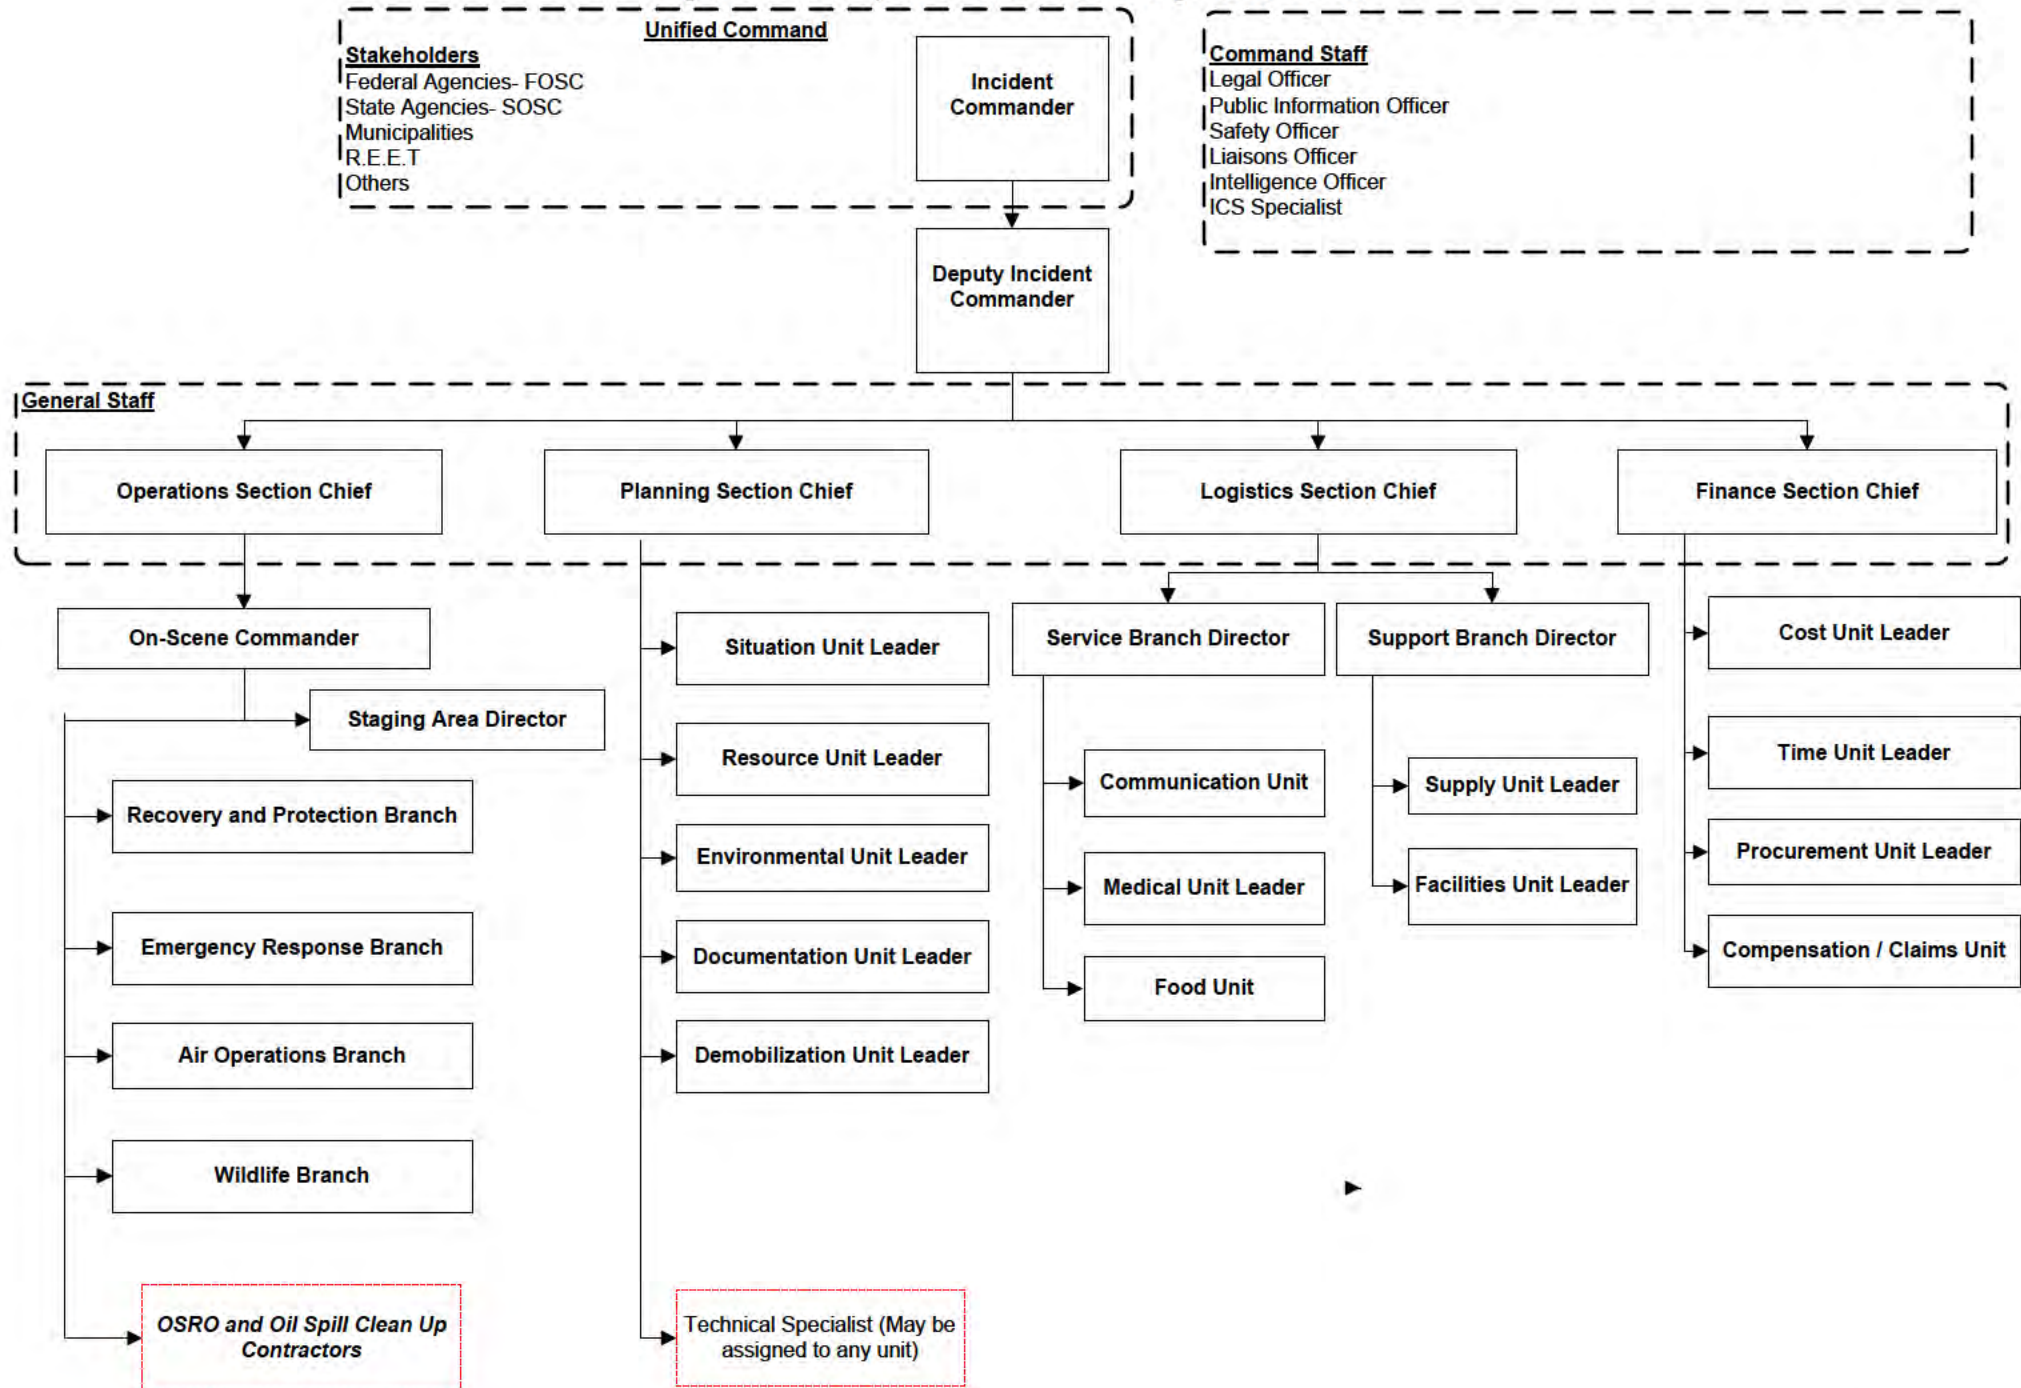 Unified Command
Stakeholders
Federal Agencies- FOSC
State Agencies- SOSC
Municipalities
R.E.E.T
Others
Incident
Commander
Command Staff
Legal Officer
Public Information Officer
Safety Officer
Liaisons Officer
Intelligence Officer
ICS Specialist
Deputy Incident
Commander
General Staff
Operations Section Chief
Planning Section Chief
Logistics Section Chief
Finance Section Chief
On-Scene Commander
Staging Area Director
Recovery and Protection Branch
Emergency Response Branch
Air Operations Branch
Wildlife Branch
OSRO and Oil Spill Clean Up
Contractors
Situation Unit Leader
Resource Unit Leader
Environmental Unit Leader
Documentation Unit Leader
Demobilization Unit Leader
Technical Specialist (May be
assigned to any unit)
Service Branch Director
Communication Unit
Medical Unit Leader
Food Unit
Support Branch Director
Supply Unit Leader
Facilities Unit Leader
Cost Unit Leader
Time Unit Leader
Procurement Unit Leader
Compensation / Claims Unit